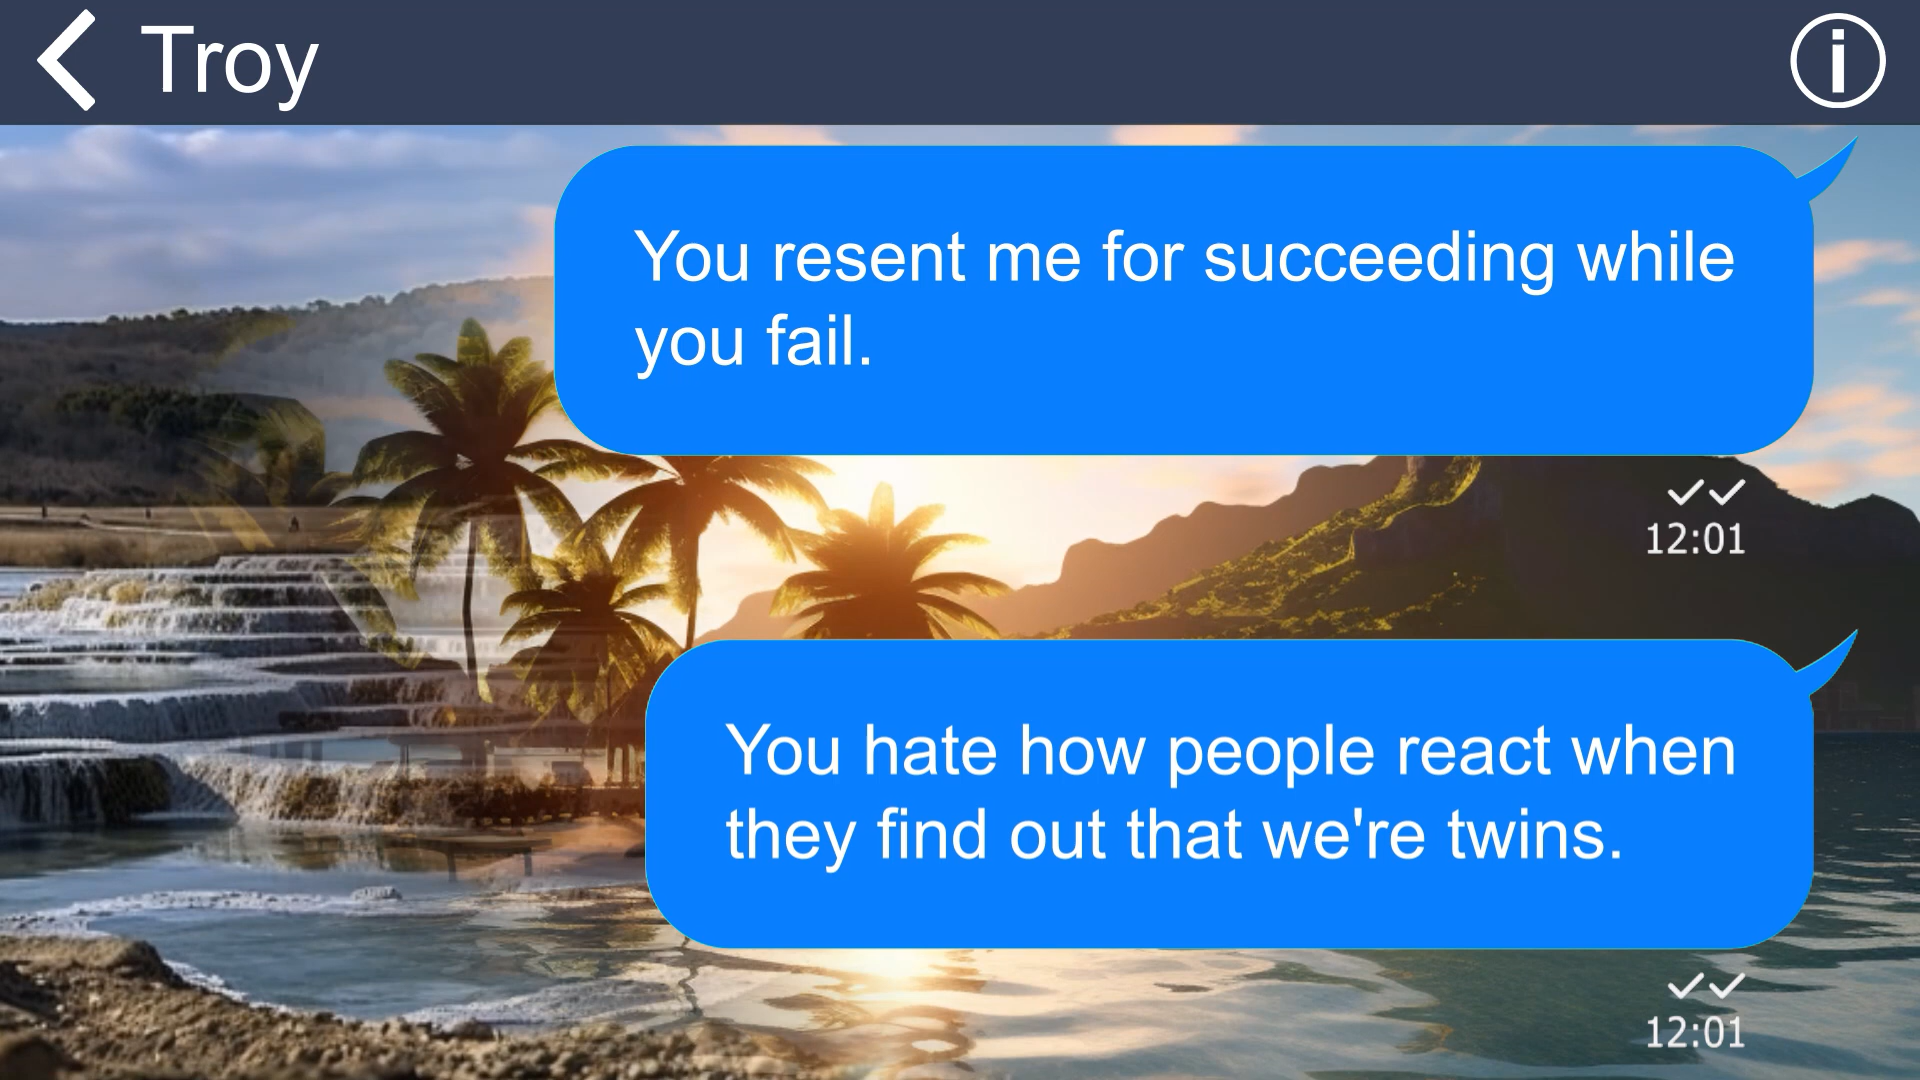 Troy
You resent me for succeeding while
you fail.
12:01
You hate how people react when
they find out that we're twins.
12:01